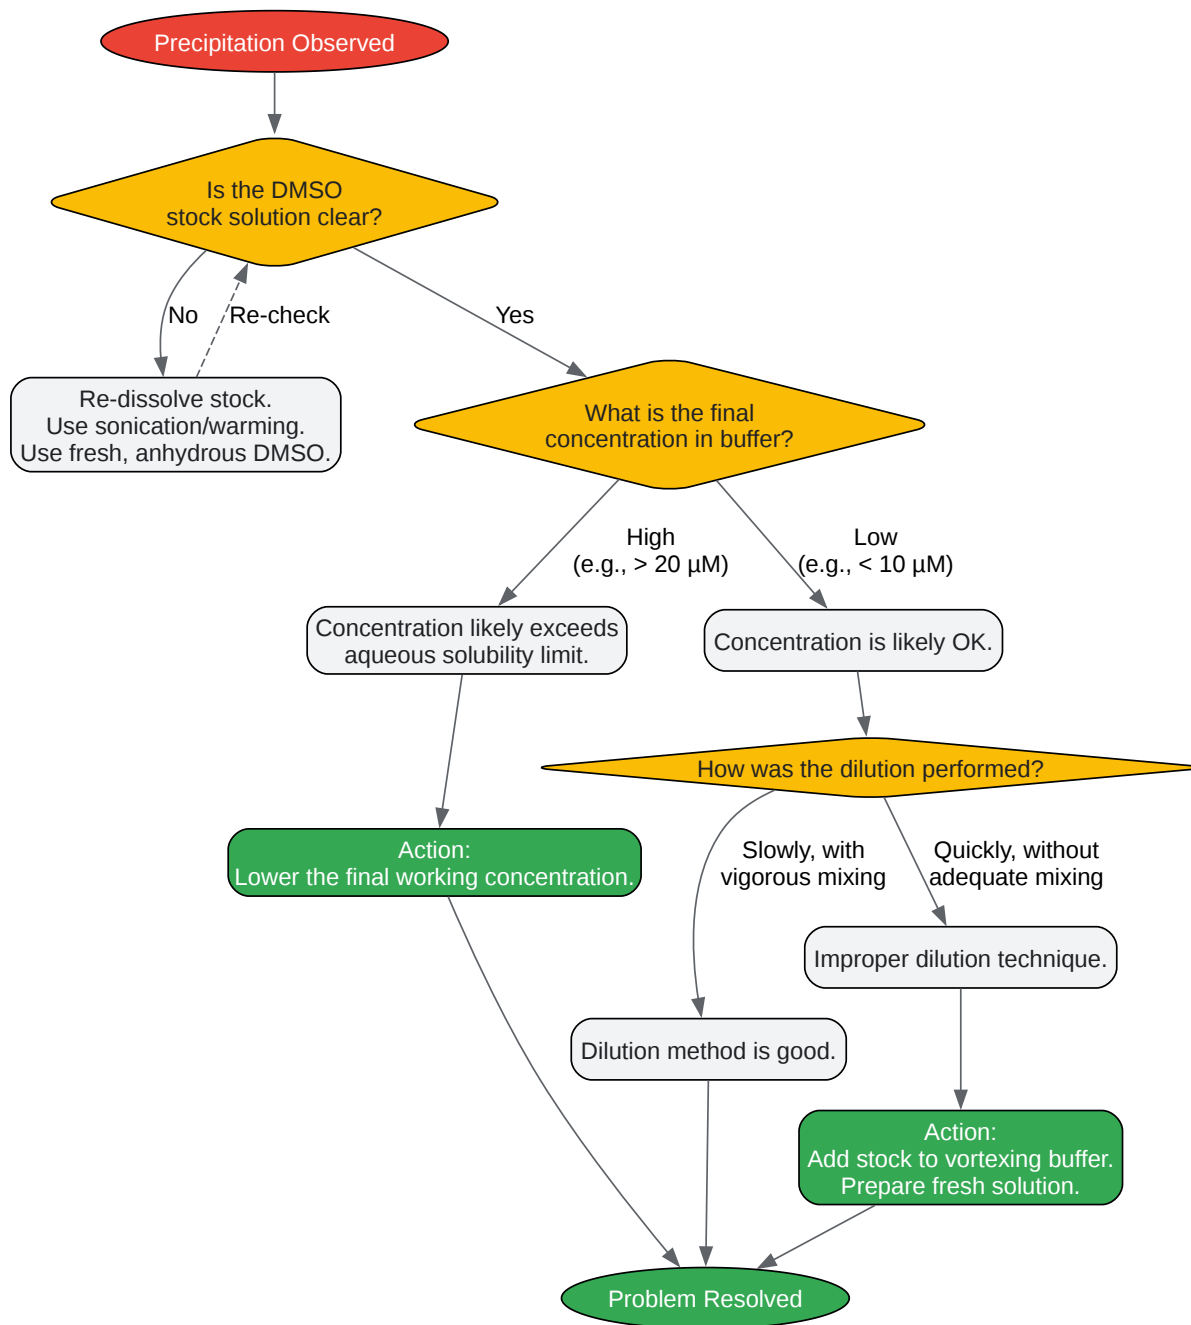 Precipitation Observed
Is the DMSO
stock solution clear?
No
Re-check
Yes
Re-dissolve stock.
Use sonication/warming.
Use fresh, anhydrous DMSO.
What is the final
concentration in buffer?
High
(e.g., > 20 µM)
Low
(e.g., < 10 µM)
Concentration likely exceeds
aqueous solubility limit.
Concentration is likely OK.
How was the dilution performed?
Action:
Lower the final working concentration.
Slowly, with
vigorous mixing
Quickly, without
adequate mixing
Improper dilution technique.
Dilution method is good.
Action:
Add stock to vortexing buffer.
Prepare fresh solution.
Problem Resolved